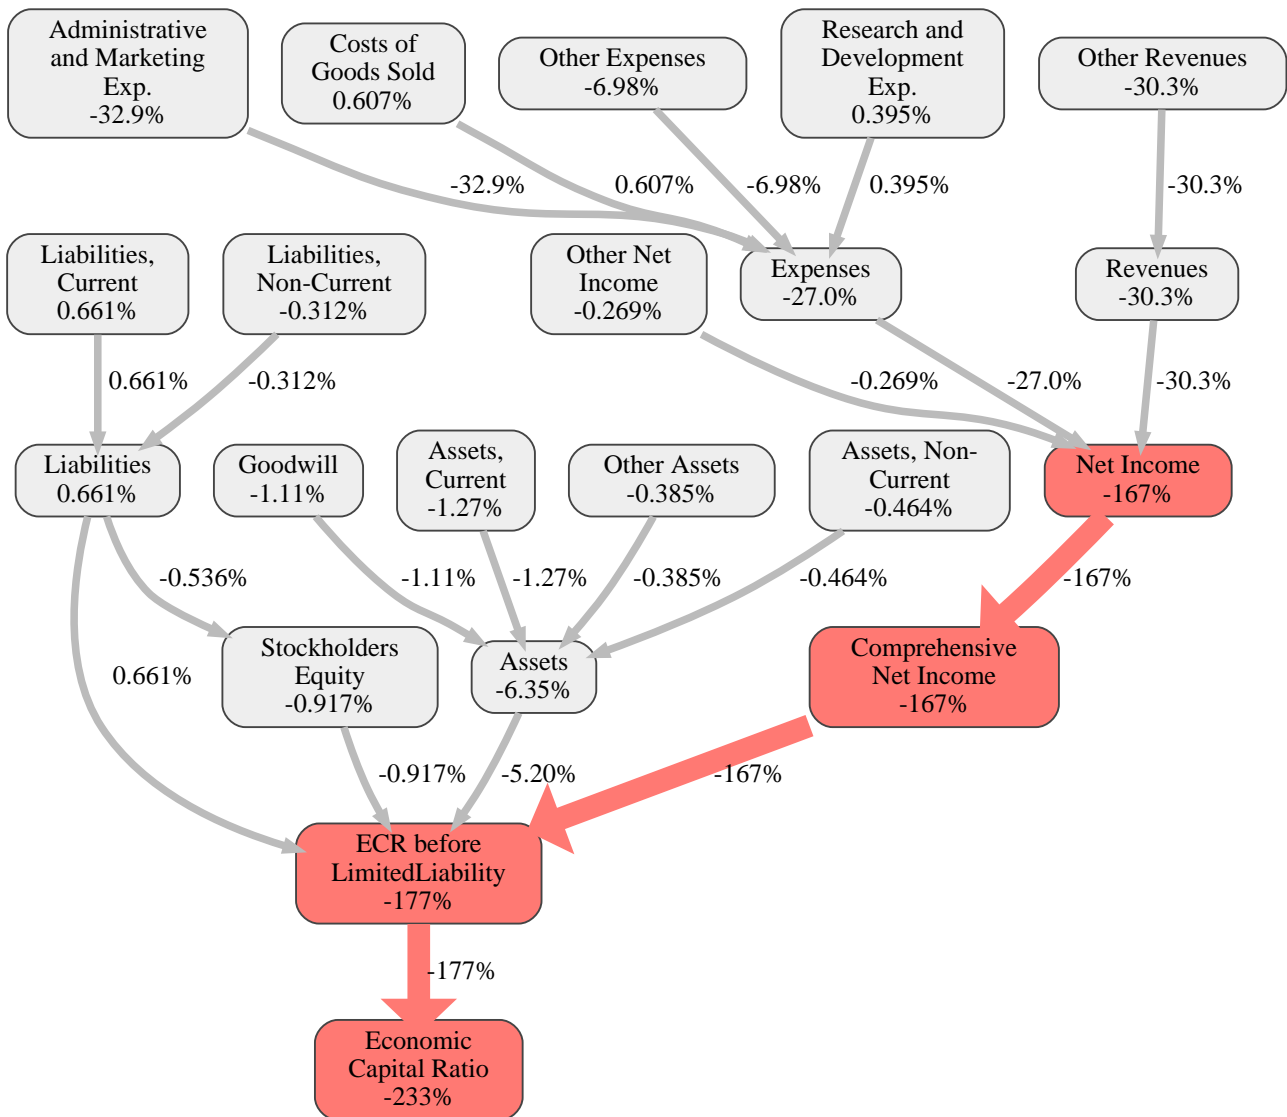 Administrative
and Marketing
Exp.
-32.9%
Costs of
Goods Sold
0.607%
Other Expenses
-6.98%
Research and
Development
Exp.
0.395%
Other Revenues
-30.3%
-32.9%
0.607%
-6.98%
0.395%
-30.3%
Liabilities,
Current
0.661%
Liabilities,
Non-Current
-0.312%
Other Net
Income
-0.269%
Expenses
-27.0%
Revenues
-30.3%
0.661%
-0.312%
-0.269%
-27.0%
-30.3%
Liabilities
0.661%
Goodwill
-1.11%
Assets,
Current
-1.27%
Other Assets
-0.385%
Assets, Non-
Current
-0.464%
Net Income
-167%
-0.536%
-1.11%
-1.27%
-0.385%
-0.464%
-167%
0.661%
Stockholders
Equity
-0.917%
Assets
-6.35%
Comprehensive
Net Income
-167%
-0.917%
-5.20%
-167%
ECR before
LimitedLiability
-177%
-177%
Economic
Capital Ratio
-233%